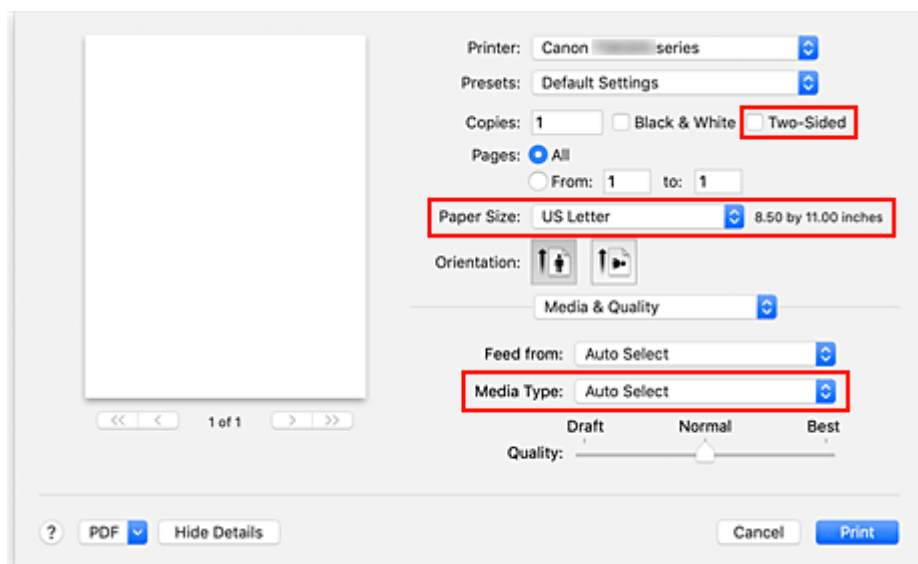 Printer: Canon series
Presets: Default Settings
Copies: 1 Black & White Two-Sided
Pages: All
From: 1 to: 1
Paper Size: US Letter 8.50 by 11.00 inches
Orientation:
Media & Quality
Feed from: Auto Select
Media Type: Auto Select
<< < 1 of 1 > >>
Draft Normal Best
Quality:
? PDF Hide Details Cancel Print